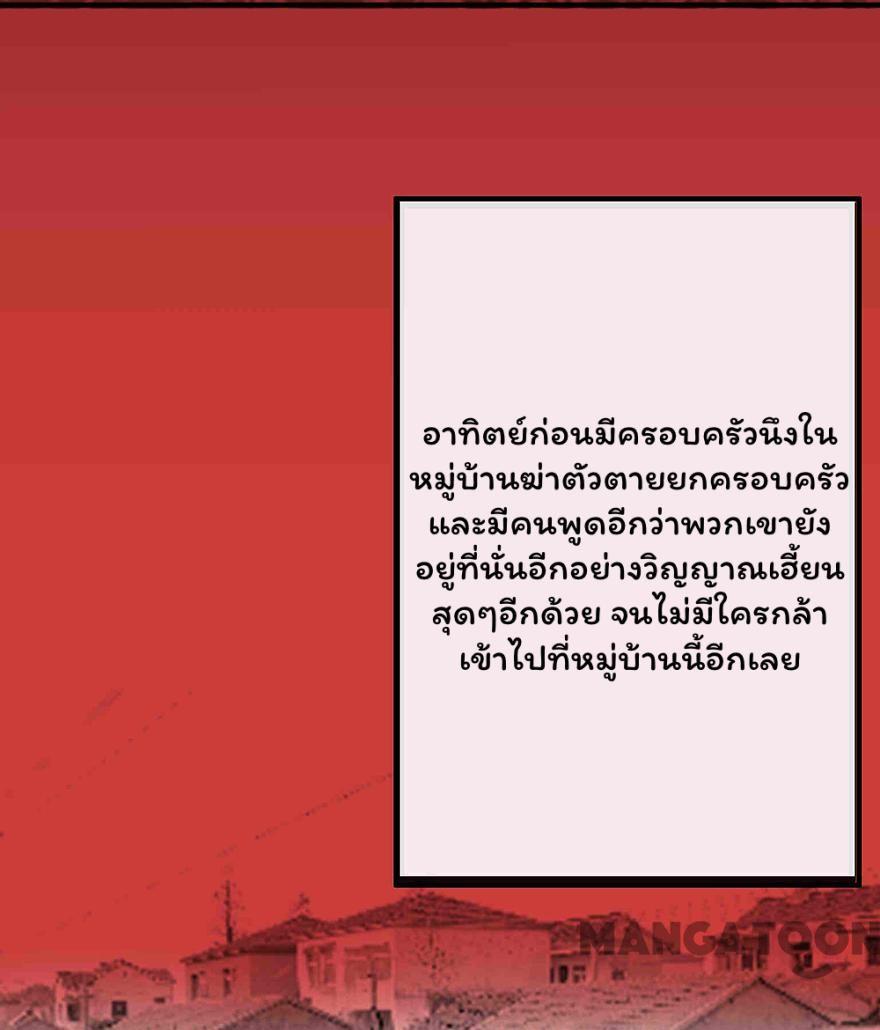 อาทิตย์ก่อนมีครอบครัวนึงใน
หมู่บ้านฆ่าตัวตายยกครอบครัว
และมีคนพูดอีกว่าพวกเขายัง
อยู่ที่นั่นอีกอย่างวิญญาณเฮี้ยน
สุดๆอีกด้วย จนไม่มีใครกล้า
เข้าไปที่หมู่บ้านนี้อีกเลย
MANGATOON